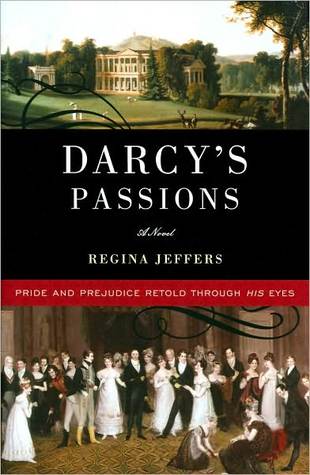 DARCY'S
PASSIONS
A Novel
REGINA JEFFERS
PRIDE AND PREJUDICE RETOLD THROUGH HIS EYES